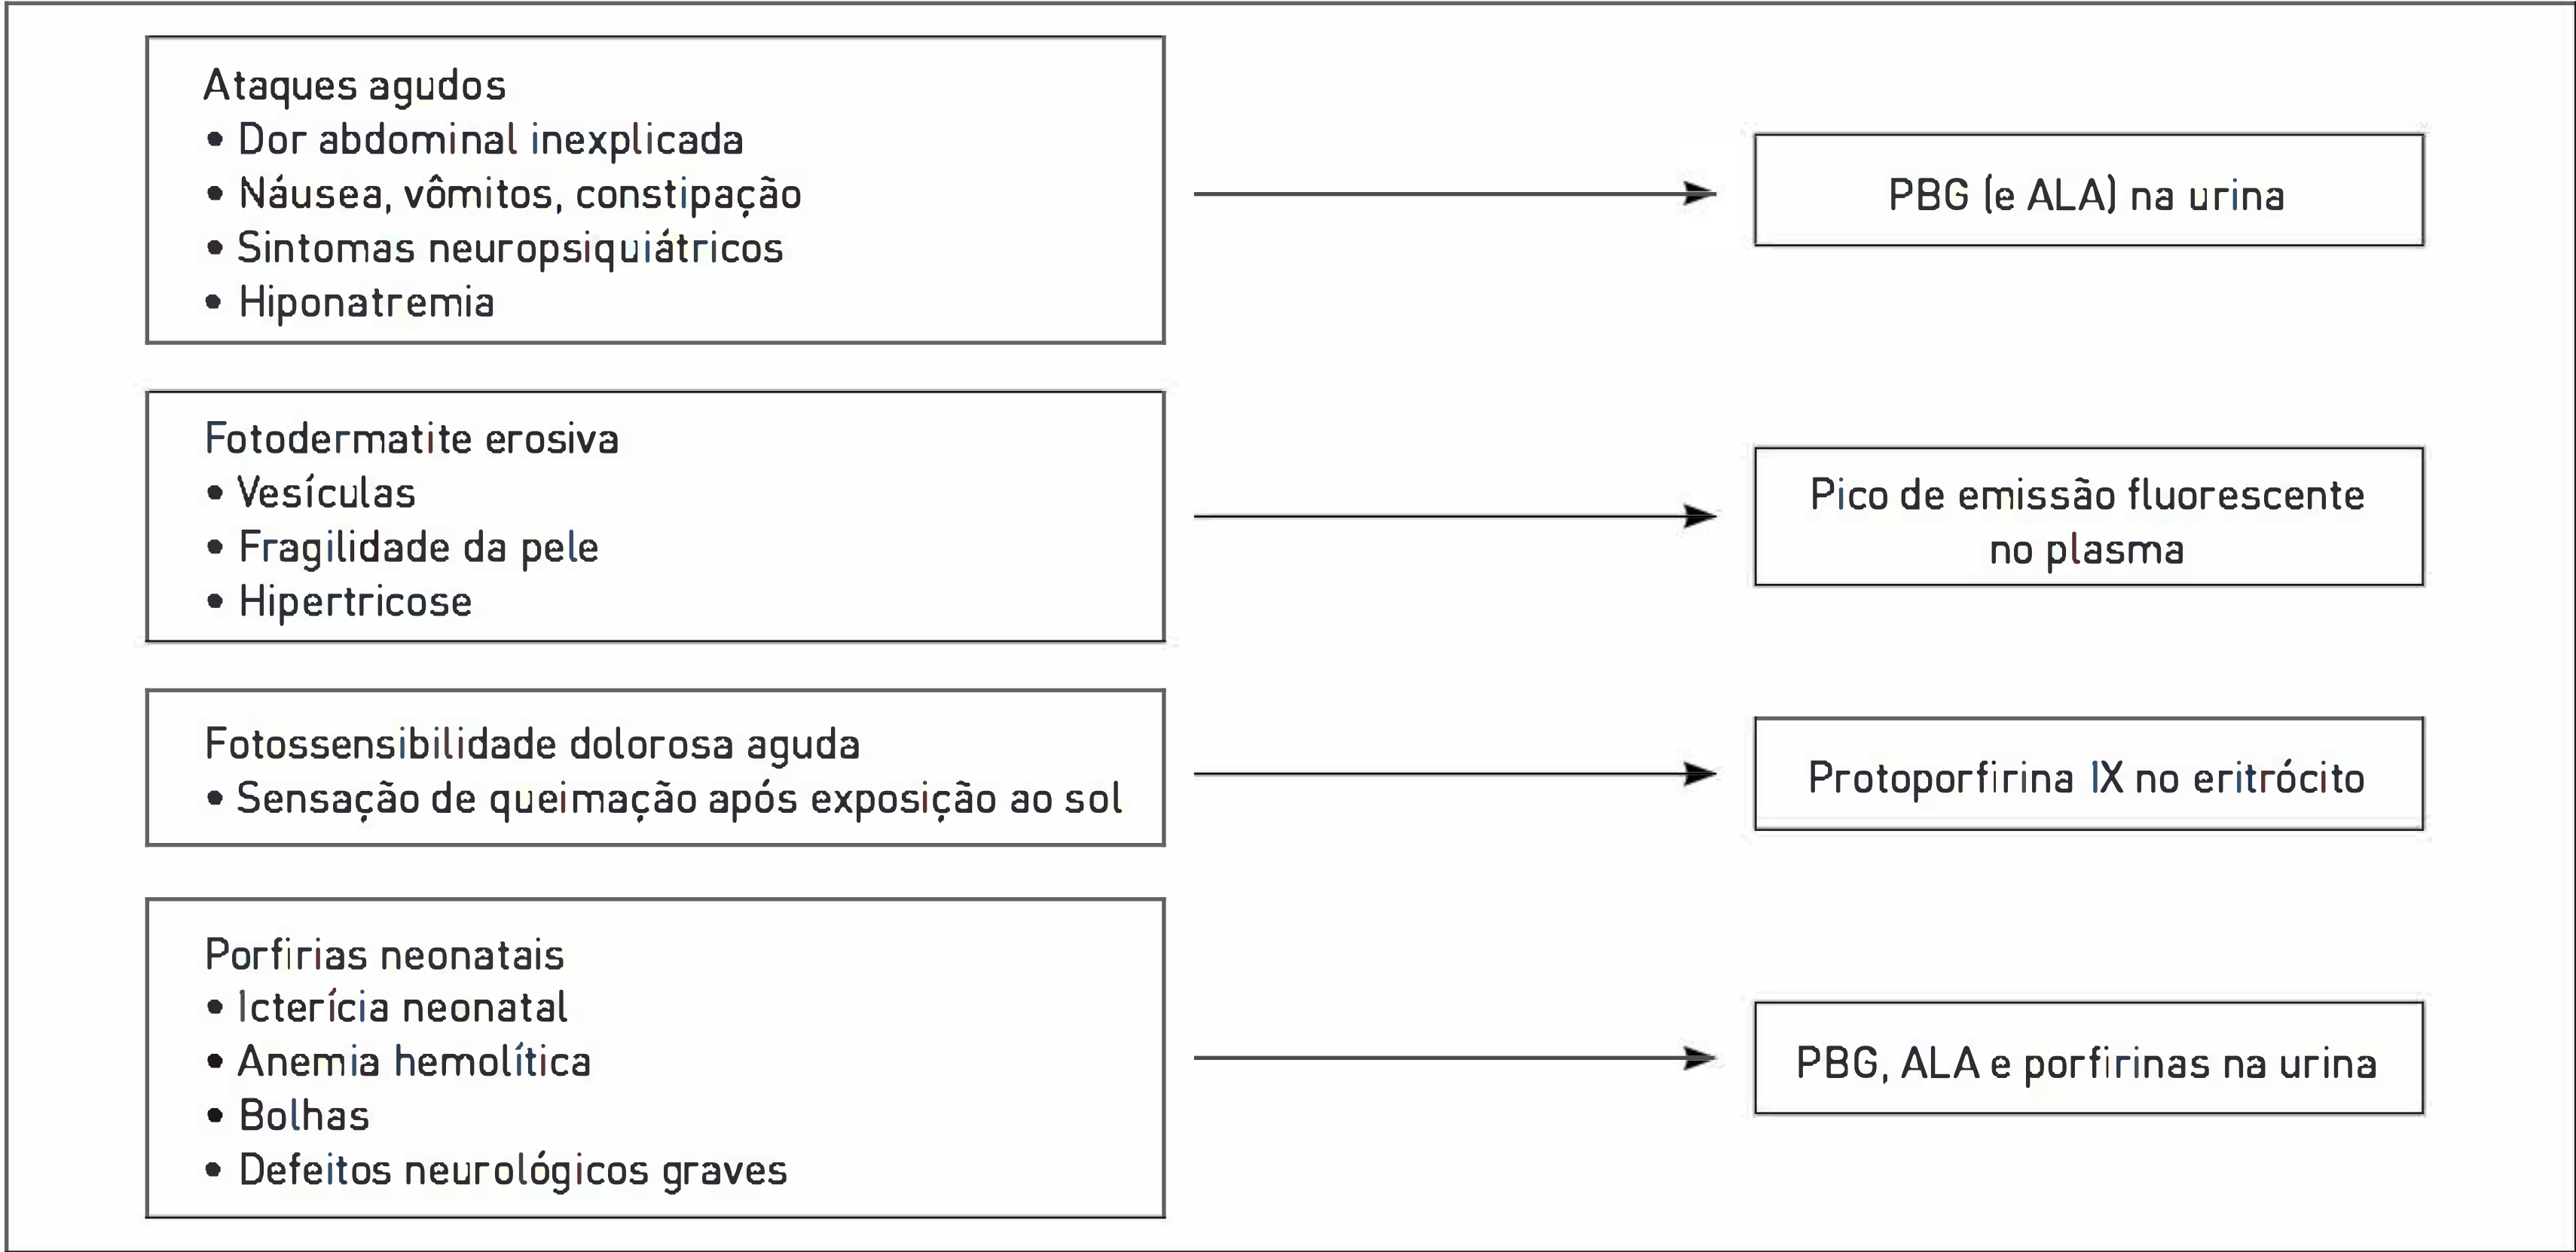 Ataques agudos
• Dor abdominal inexplicada
• Náusea, vômitos, constipação
• Sintomas neuropsiquiátricos
• Hiponatremia
PBG (e ALA) na urina
Fotodermatite erosiva
• Vesículas
• Fragilidade da pele
• Hipertricose
Pico de emissão fluorescente
no plasma
Fotossensibilidade dolorosa aguda
• Sensação de queimação após exposição ao sol
Protoporfirina IX no eritrócito
Porfirias neonatais
• Icterícia neonatal
• Anemia hemolítica
• Bolhas
• Defeitos neurológicos graves
PBG, ALA e porfirinas na urina